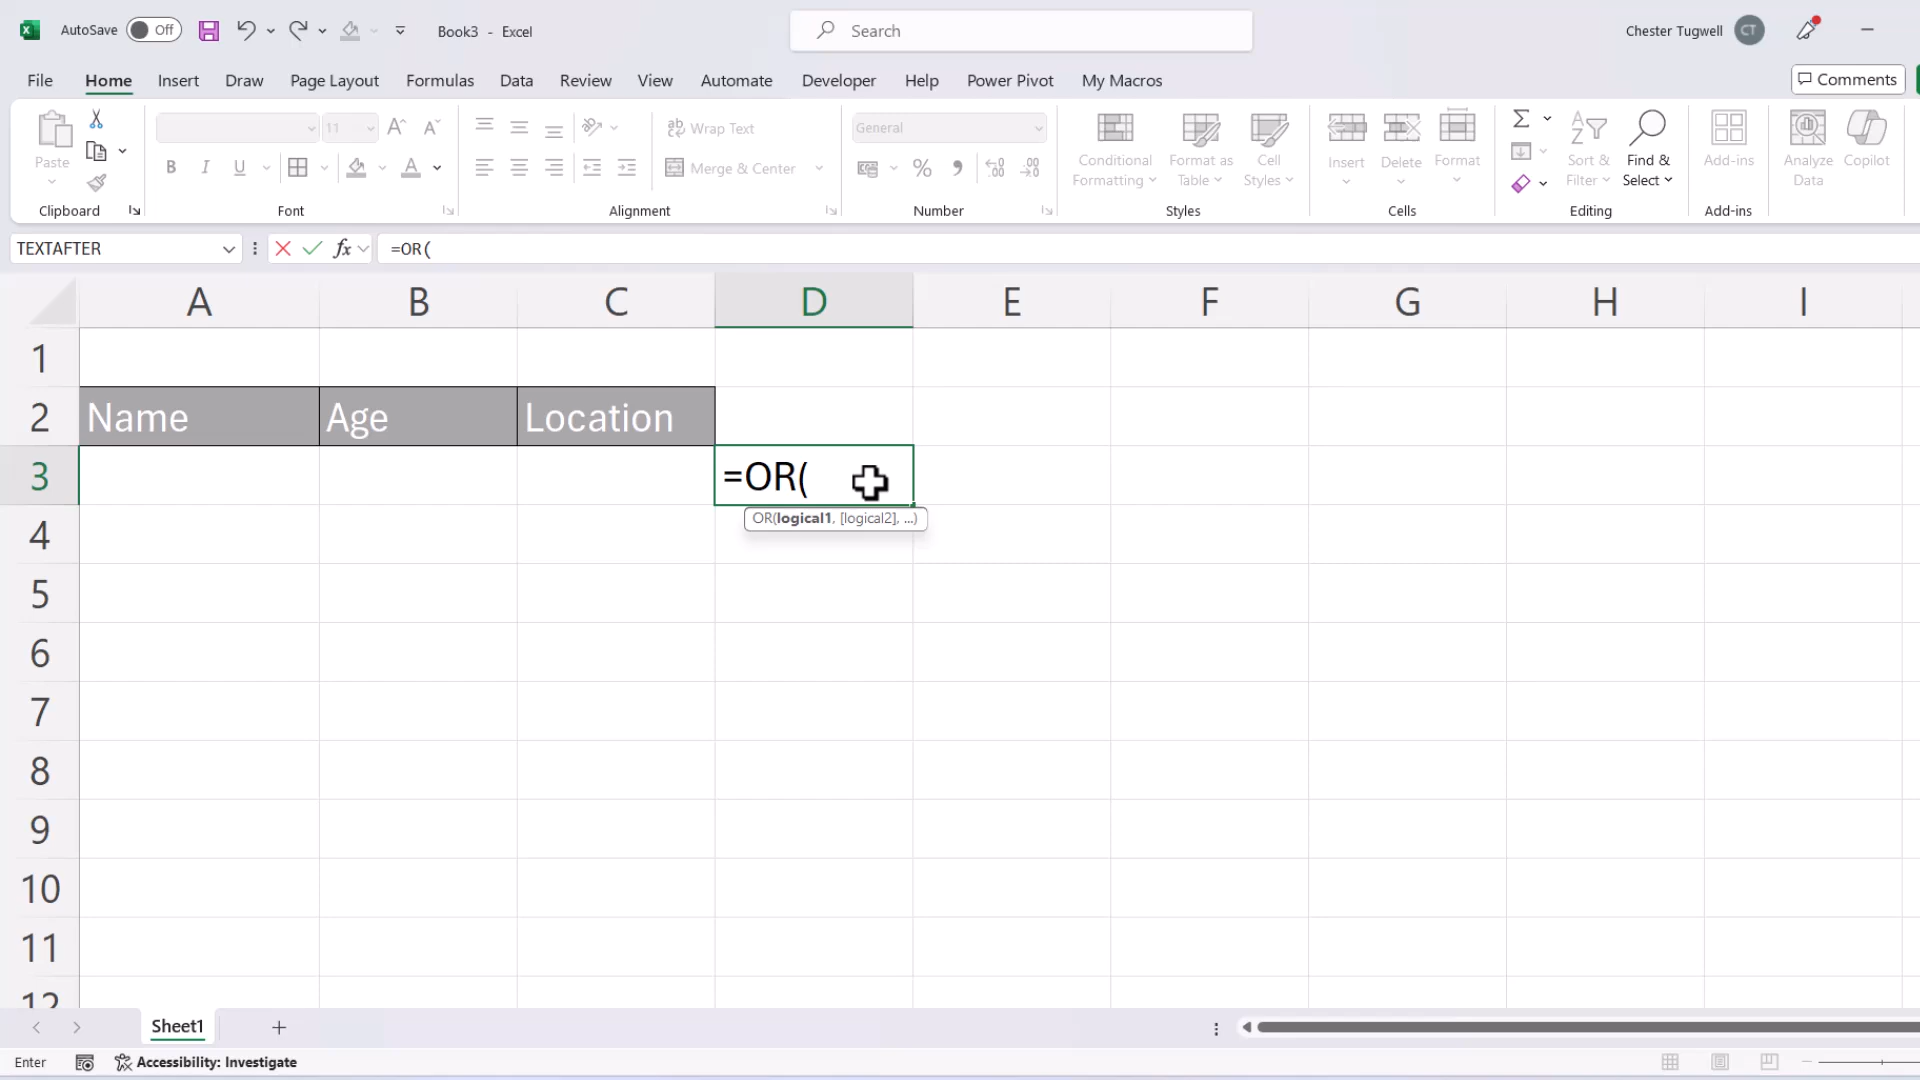 AutoSave Off Book3 - Excel Search Chester Tugwell CT
File Home Insert Draw Page Layout Formulas Data Review View Automate Developer Help Power Pivot My Macros Comments
Paste
11
Wrap Text
General
B I U A
Merge & Center
%
Conditional Formatting
Format as Table
Cell Styles
Insert
Delete
Format
Sort & Filter
Find & Select
Add-ins
Analyze Data
Copilot
Clipboard Font Alignment Number Styles Cells Editing Add-ins
TEXTAFTER fx =OR(
A B C D E F G H I
1
2 Name Age Location
3 =OR(
OR(logical1, [logical2], ...)
4
5
6
7
8
9
10
11
12
Sheet1
Enter Accessibility: Investigate